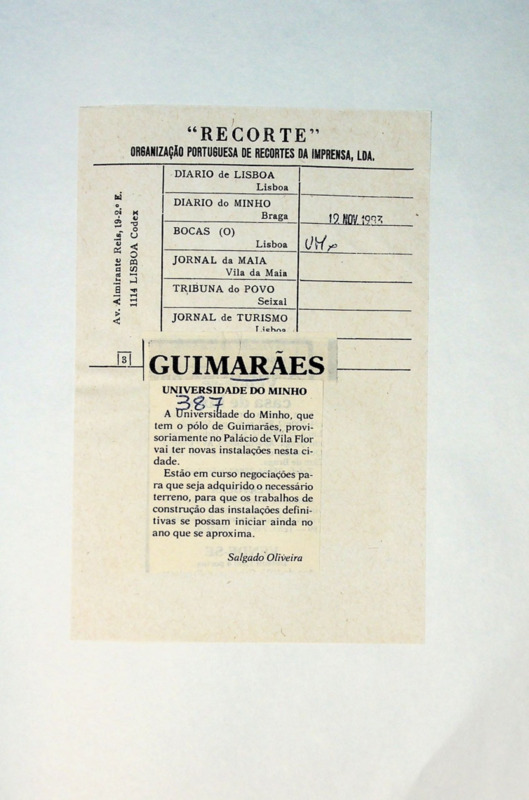 "RECORTE"
ORGANIZAÇÃO PORTUGUESA DE RECORTES DA IMPRENSA, LDA.
Av. Almirante Reis, 19-2.º E.
1114 LISBOA Codex
DIARIO de LISBOA
Lisboa
DIARIO do MINHO
Braga
12 NOV. 1983
BOCAS (O)
Lisboa
JORNAL da MAIA
Vila da Maia
TRIBUNA do POVO
Seixal
JORNAL de TURISMO
Lisboa
3
GUIMARÃES
UNIVERSIDADE DO MINHO
387
A Universidade do Minho, que
tem o pólo de Guimarães, provi-
soriamente no Palácio de Vila Flor
vai ter novas instalações nesta ci-
dade.
Estão em curso negociações pa-
ra que seja adquirido o necessário
terreno, para que os trabalhos de
construção das instalações defini-
tivas se possam iniciar ainda no
ano que se aproxima.
Salgado Oliveira